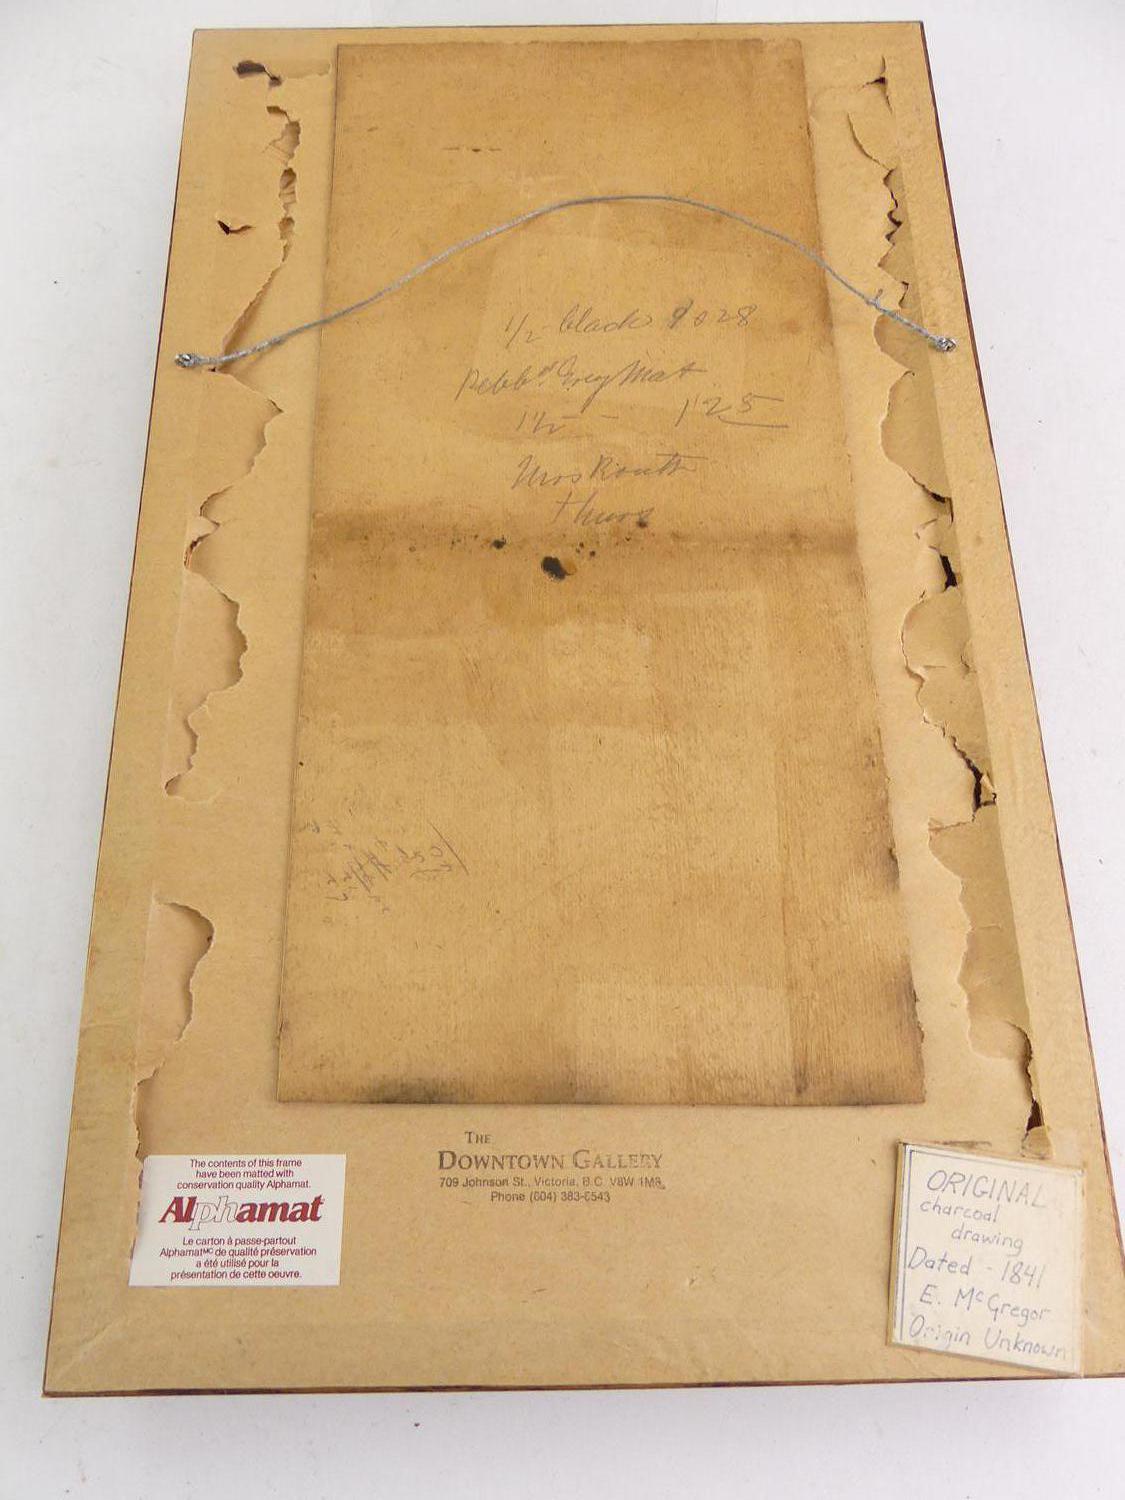 1/2 black 9028
Grey Mat
1 1/2 - 1 25
Mrs Routh
Thurs
THE
DOWNTOWN GALLERY
709 Johnson St., Victoria, B.C. V8W 1M8
Phone (604) 383-6543
The contents of this frame
have been matted with
conservation quality Alphamat.
Alphamat
Le carton à passe-partout
Alphamat MC de qualité préservation
a été utilisé pour la
présentation de cette oeuvre.
ORIGINAL
charcoal
drawing
Dated - 1841
E. McGregor
Origin Unknown